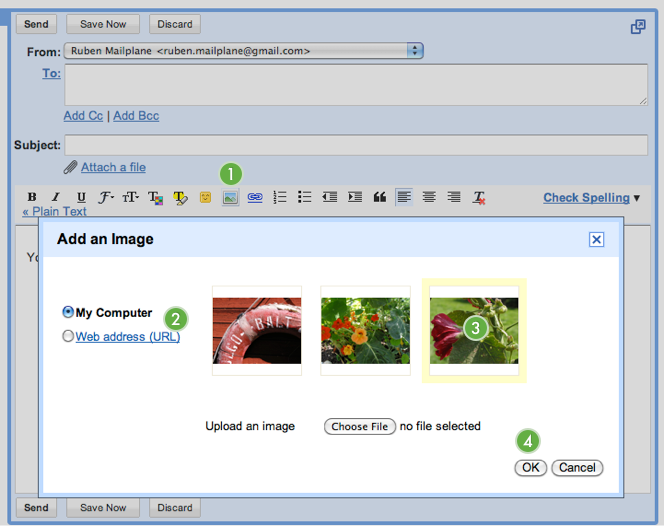 Send Save Now Discard
From: Ruben Mailplane <ruben.mailplane@gmail.com>
To:
Add Cc | Add Bcc
Subject:
Attach a file
1
B I U F T T T
Check Spelling ▼
« Plain Text
Add an Image
Yo
My Computer
2
Web address (URL)
BALT
3
Upload an image Choose File no file selected
4
OK Cancel
Send Save Now Discard